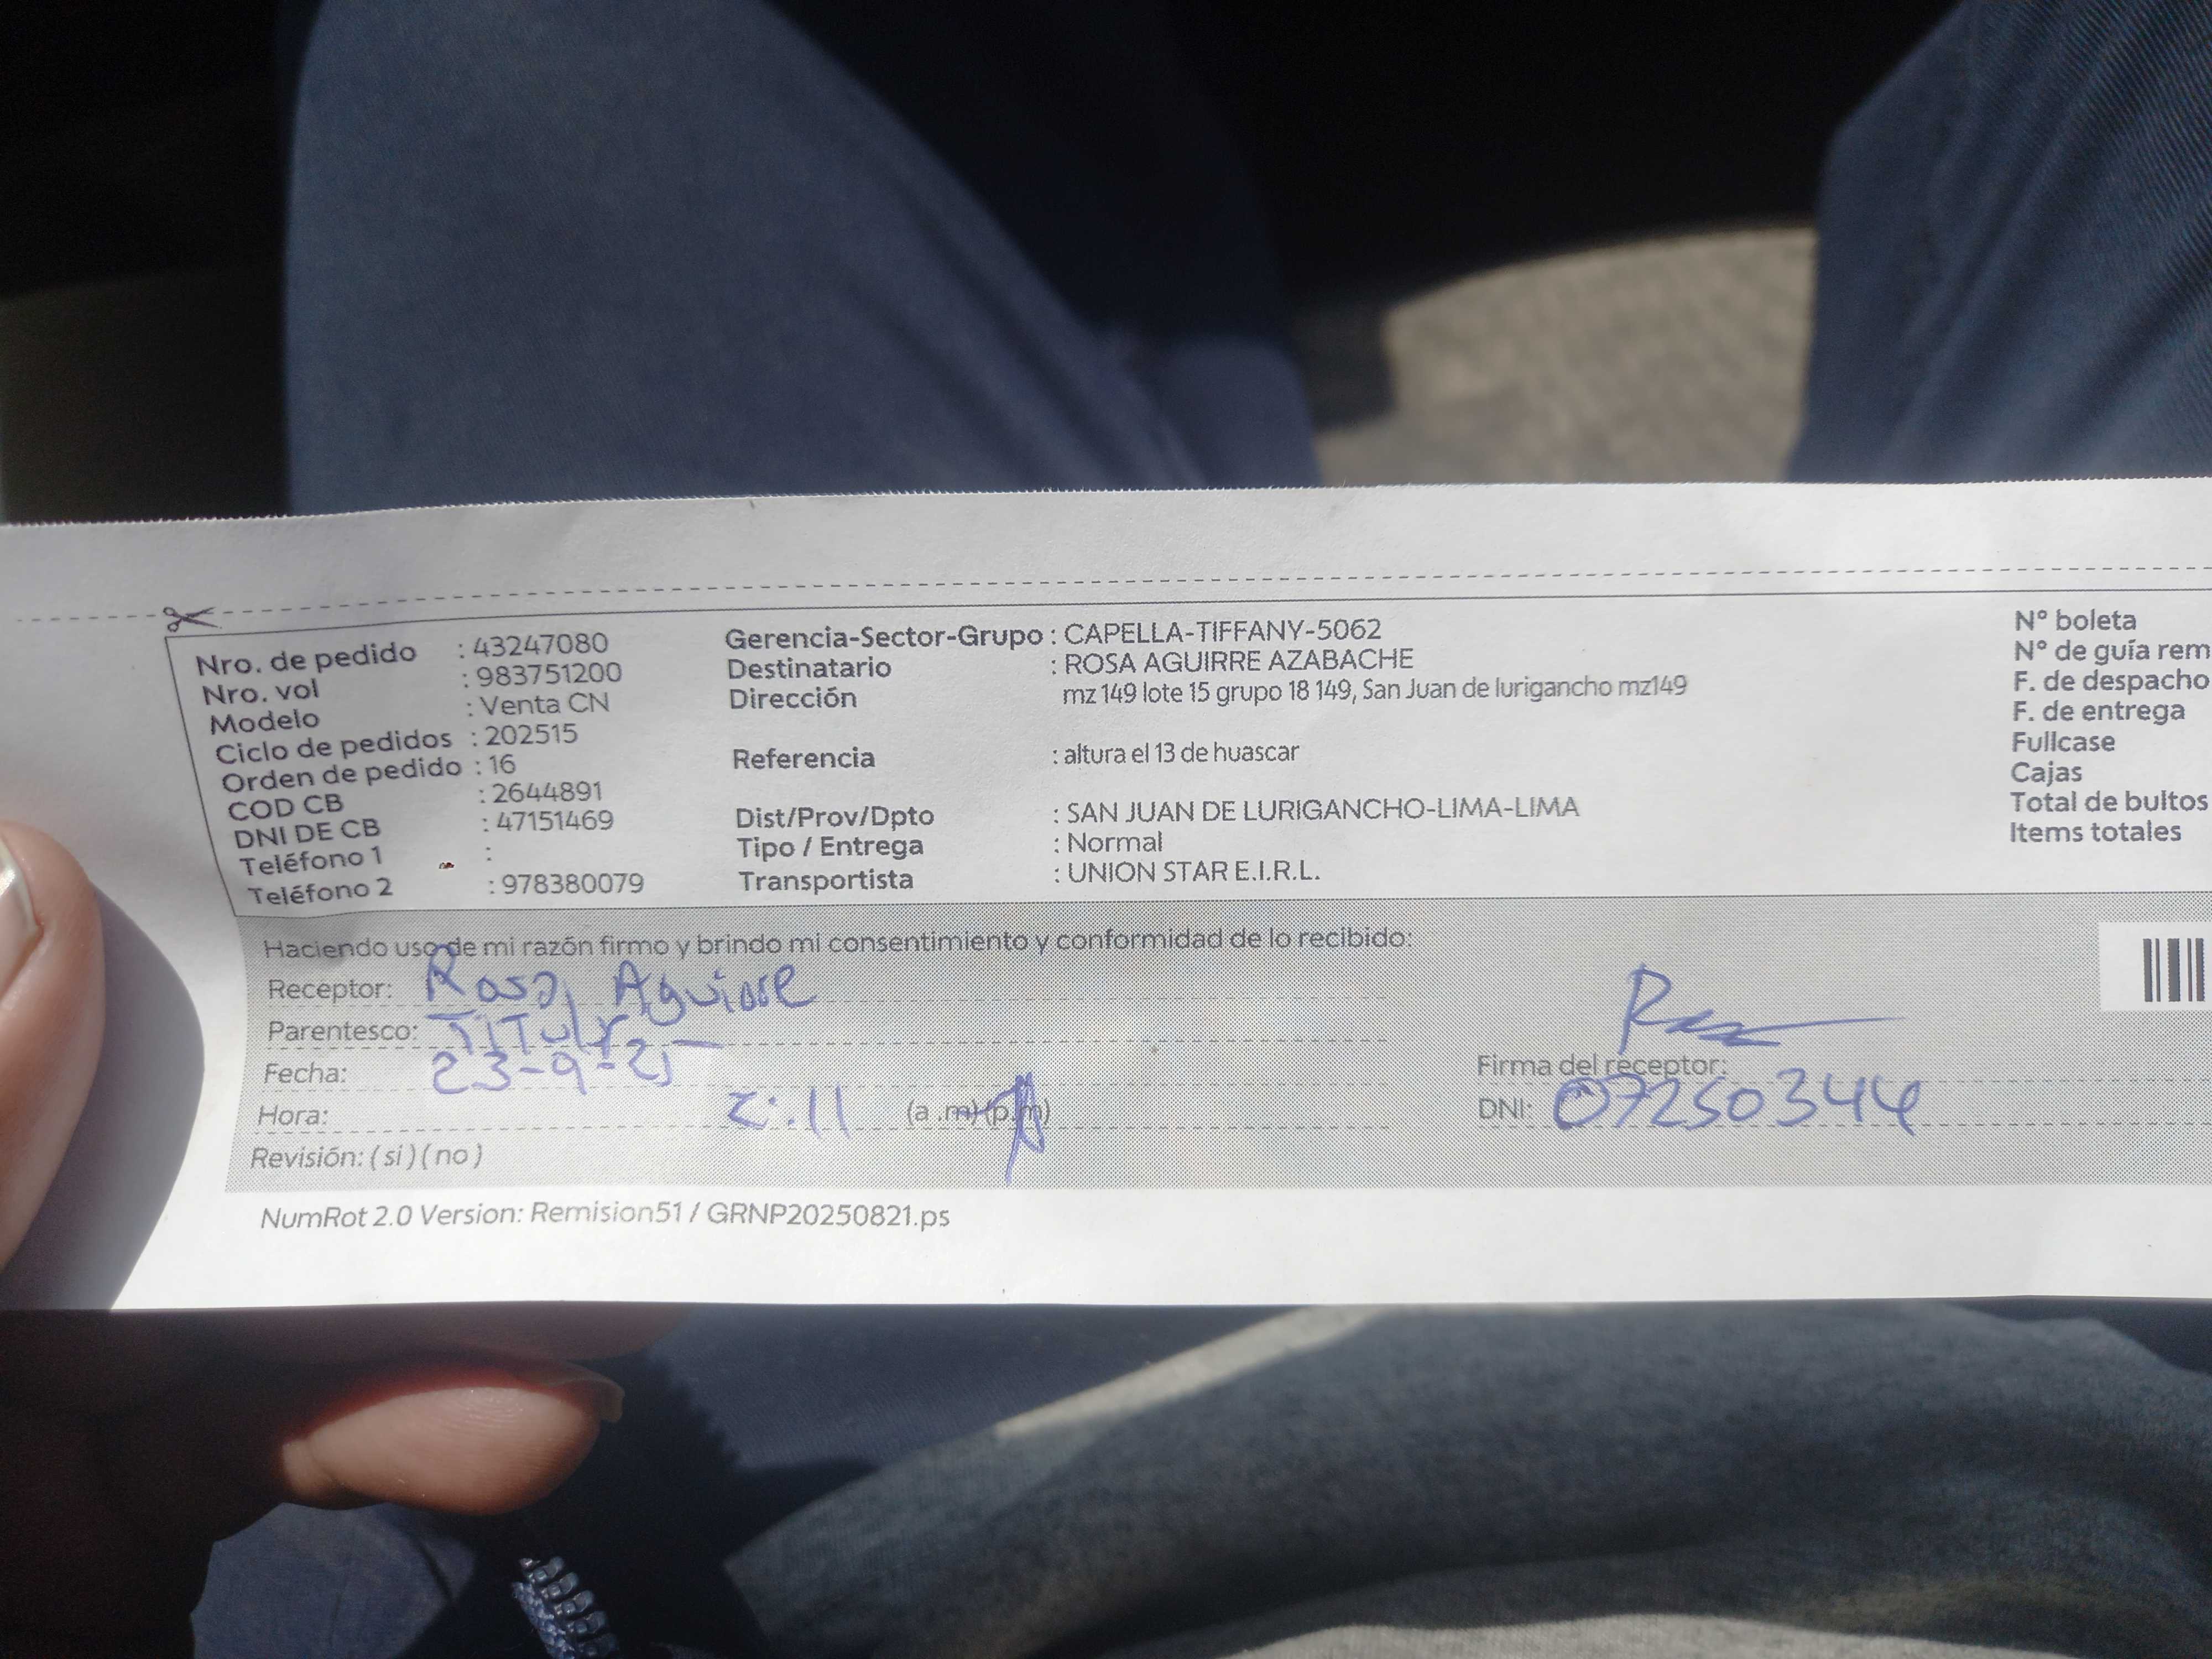 Nro. de pedido : 43247080
Nro. vol : 983751200
Modelo : Venta CN
Ciclo de pedidos : 202515
Orden de pedido : 16
COD CB : 2644891
DNI DE CB : 47151469
Teléfono 1 :
Teléfono 2 : 978380079
Gerencia-Sector-Grupo : CAPELLA-TIFFANY-5062
Destinatario : ROSA AGUIRRE AZABACHE
Dirección mz 149 lote 15 grupo 18 149, San Juan de lurigancho mz149
Referencia : altura el 13 de huascar
Dist/Prov/Dpto : SAN JUAN DE LURIGANCHO-LIMA-LIMA
Tipo / Entrega : Normal
Transportista : UNION STAR E.I.R.L.
N° boleta
N° de guía rem
F. de despacho
F. de entrega
Fullcase
Cajas
Total de bultos
Items totales
Haciendo uso de mi razón firmo y brindo mi consentimiento y conformidad de lo recibido:
Receptor: Rosa Aguirre
Parentesco: TiTular
Fecha: 23-9-25
Hora: 2:11 (a .m)(p.m)
Revisión: ( si ) ( no )
Firma del receptor:
DNI: 07250344
NumRot 2.0 Version: Remision51 / GRNP20250821.ps